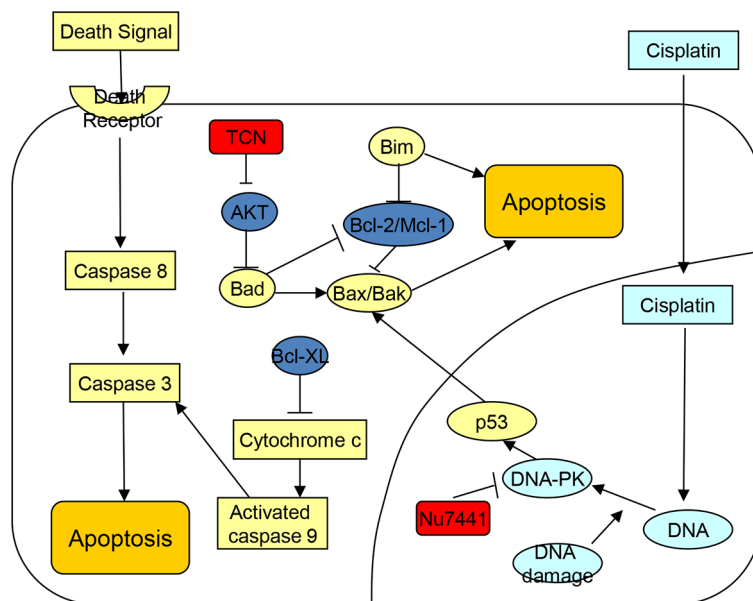 Death Signal
Death
Receptor
Cisplatin
TCN
Bim
Apoptosis
AKT
Bcl-2/Mcl-1
Caspase 8
Bad
Bax/Bak
Cisplatin
Bcl-XL
Caspase 3
Cytochrome c
p53
DNA-PK
Activated
caspase 9
Nu7441
DNA
Apoptosis
DNA
damage